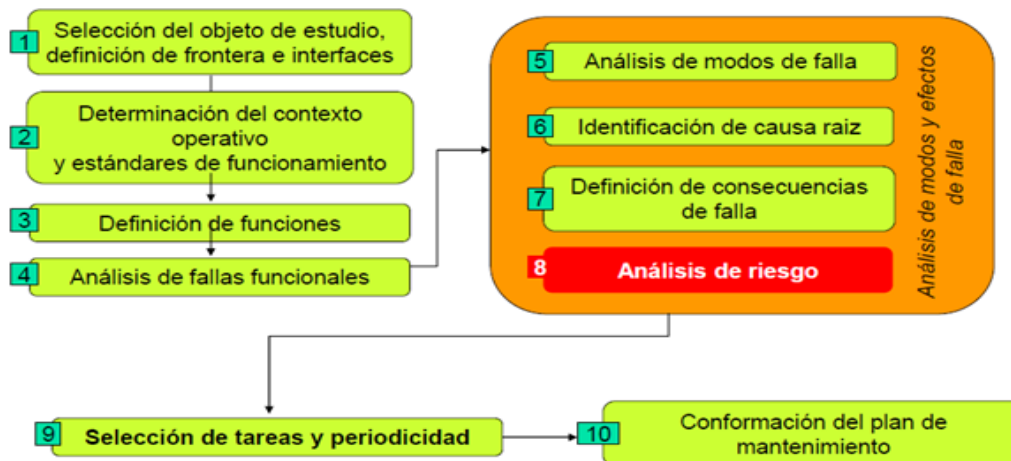 1
Selección del objeto de estudio,
definición de frontera e interfaces
2
Determinación del contexto
operativo
y estándares de funcionamiento
3
Definición de funciones
4
Análisis de fallas funcionales
5
Análisis de modos de falla
6
Identificación de causa raiz
7
Definición de consecuencias
de falla
8
Análisis de riesgo
Análisis de modos y efectos
de falla
9
Selección de tareas y periodicidad
10
Conformación del plan de
mantenimiento